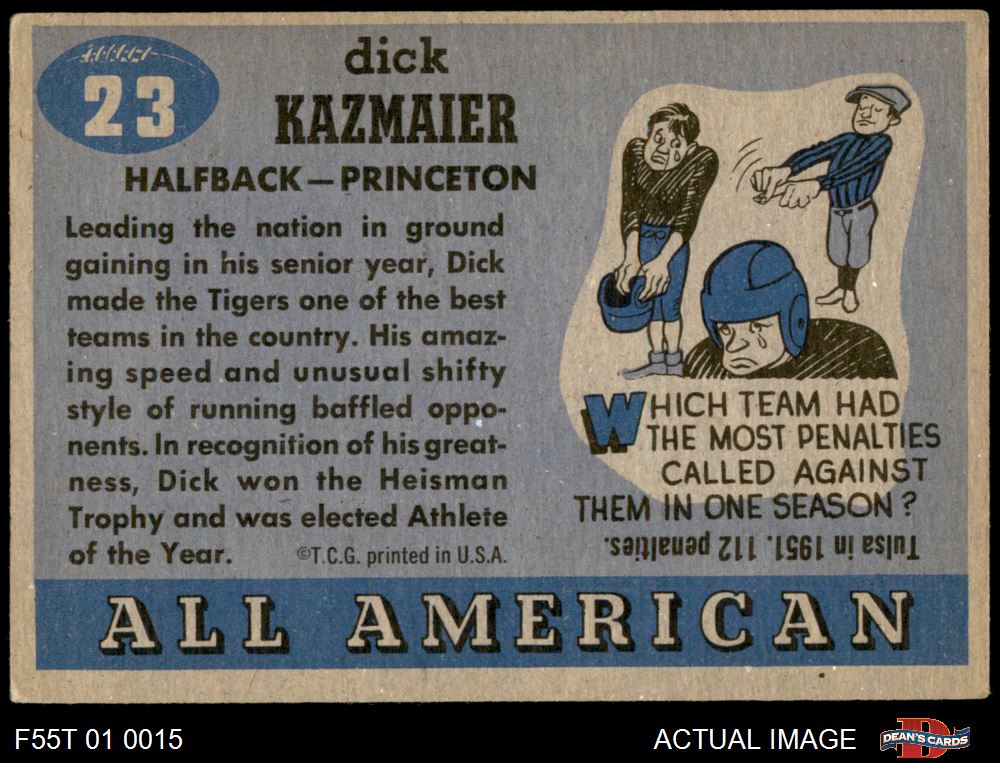 23
dick
KAZMAIER
HALFBACK — PRINCETON
Leading the nation in ground
gaining in his senior year, Dick
made the Tigers one of the best
teams in the country. His amaz-
ing speed and unusual shifty
style of running baffled oppo-
nents. In recognition of his great-
ness, Dick won the Heisman
Trophy and was elected Athlete
of the Year.
©T.C.G. printed in U.S.A.
WHICH TEAM HAD
THE MOST PENALTIES
CALLED AGAINST
THEM IN ONE SEASON?
Tulsa in 1951. 112 penalties.
ALL AMERICAN
F55T 01 0015
ACTUAL IMAGE
D
DEAN'S CARDS